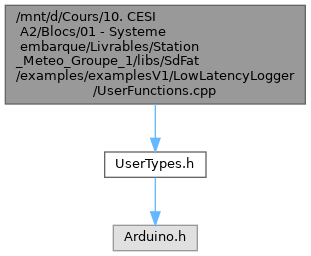 /mnt/d/Cours/10. CESI
A2/Blocs/01 - Systeme
embarque/Livrables/Station
_Meteo_Groupe_1/libs/SdFat
/examples/examplesV1/LowLatencyLogger
/UserFunctions.cpp
UserTypes.h
Arduino.h